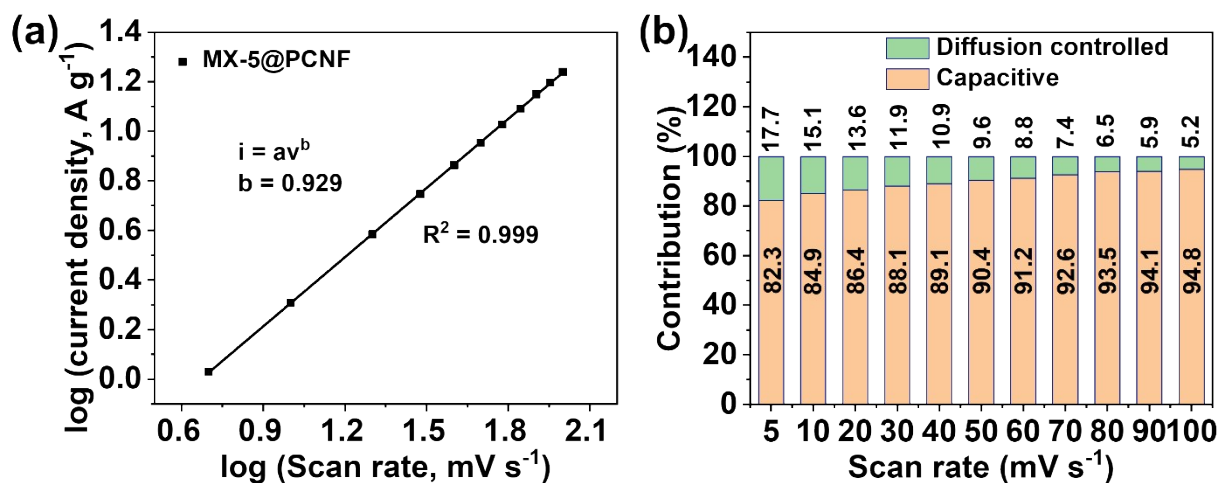 (a)
1.4
1.2
1.0
0.8
0.6
0.4
0.2
0.0
log (current density, A g⁻¹)
MX-5@PCNF
i = avᵇ
b = 0.929
R² = 0.999
0.6 0.9 1.2 1.5 1.8 2.1
log (Scan rate, mV s⁻¹)
(b)
140
120
100
80
60
40
20
0
Contribution (%)
Diffusion controlled
Capacitive
17.7 15.1 13.6 11.9 10.9 9.6 8.8 7.4 6.5 5.9 5.2
82.3 84.9 86.4 88.1 89.1 90.4 91.2 92.6 93.5 94.1 94.8
5 10 20 30 40 50 60 70 80 90 100
Scan rate (mV s⁻¹)